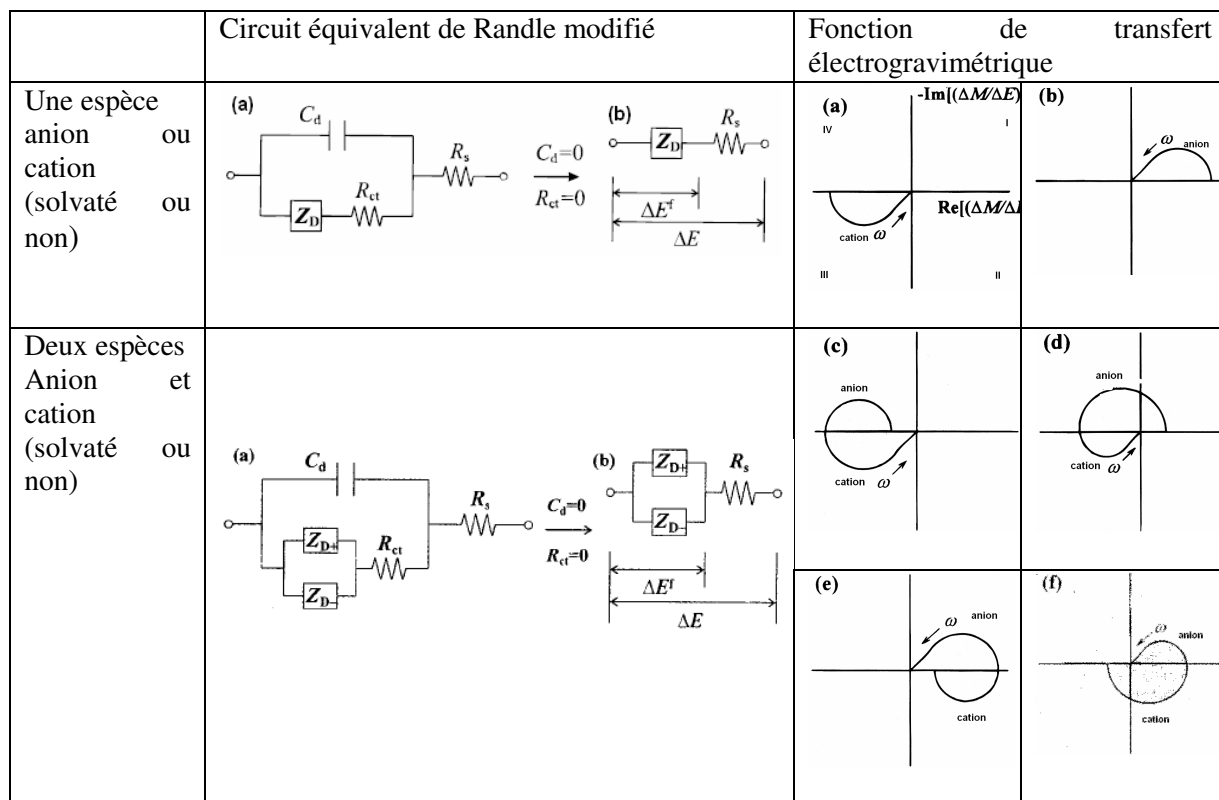 Circuit équivalent de Randle modifié
Fonction de transfert
électrogravimétrique
Une espèce
anion ou
cation
(solvaté ou
non)
(a)
C_d
Z_D
R_ct
R_s
C_d=0
R_ct=0
(b)
Z_D
R_s
ΔE^f
ΔE
(a)
-Im[(ΔM/ΔE)
IV
I
Re[(ΔM/Δ
cation
ω
III
II
(b)
ω
anion
Deux espèces
Anion et
cation
(solvaté ou
non)
(a)
C_d
Z_D+
Z_D-
R_ct
R_s
C_d=0
R_ct=0
(b)
Z_D+
Z_D-
R_s
ΔE^f
ΔE
(c)
anion
cation
ω
(d)
anion
cation
ω
(e)
ω
anion
cation
(f)
ω
anion
cation